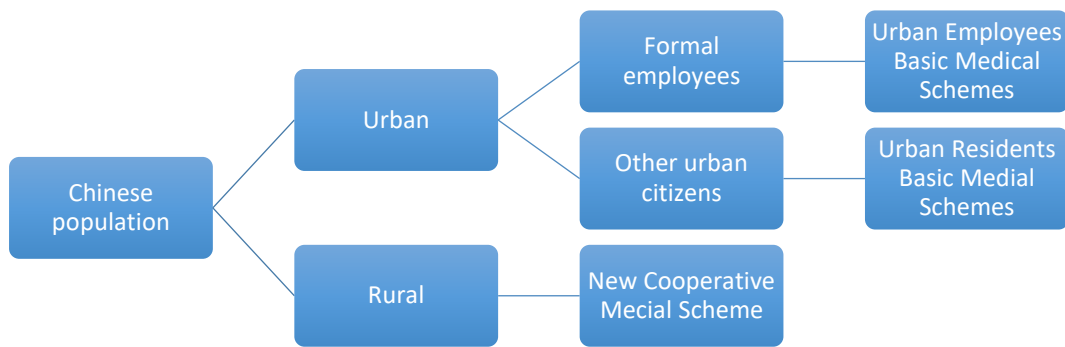 Chinese
population
Urban
Rural
Formal
employees
Other urban
citizens
New Cooperative
Mecial Scheme
Urban Employees
Basic Medical
Schemes
Urban Residents
Basic Medial
Schemes